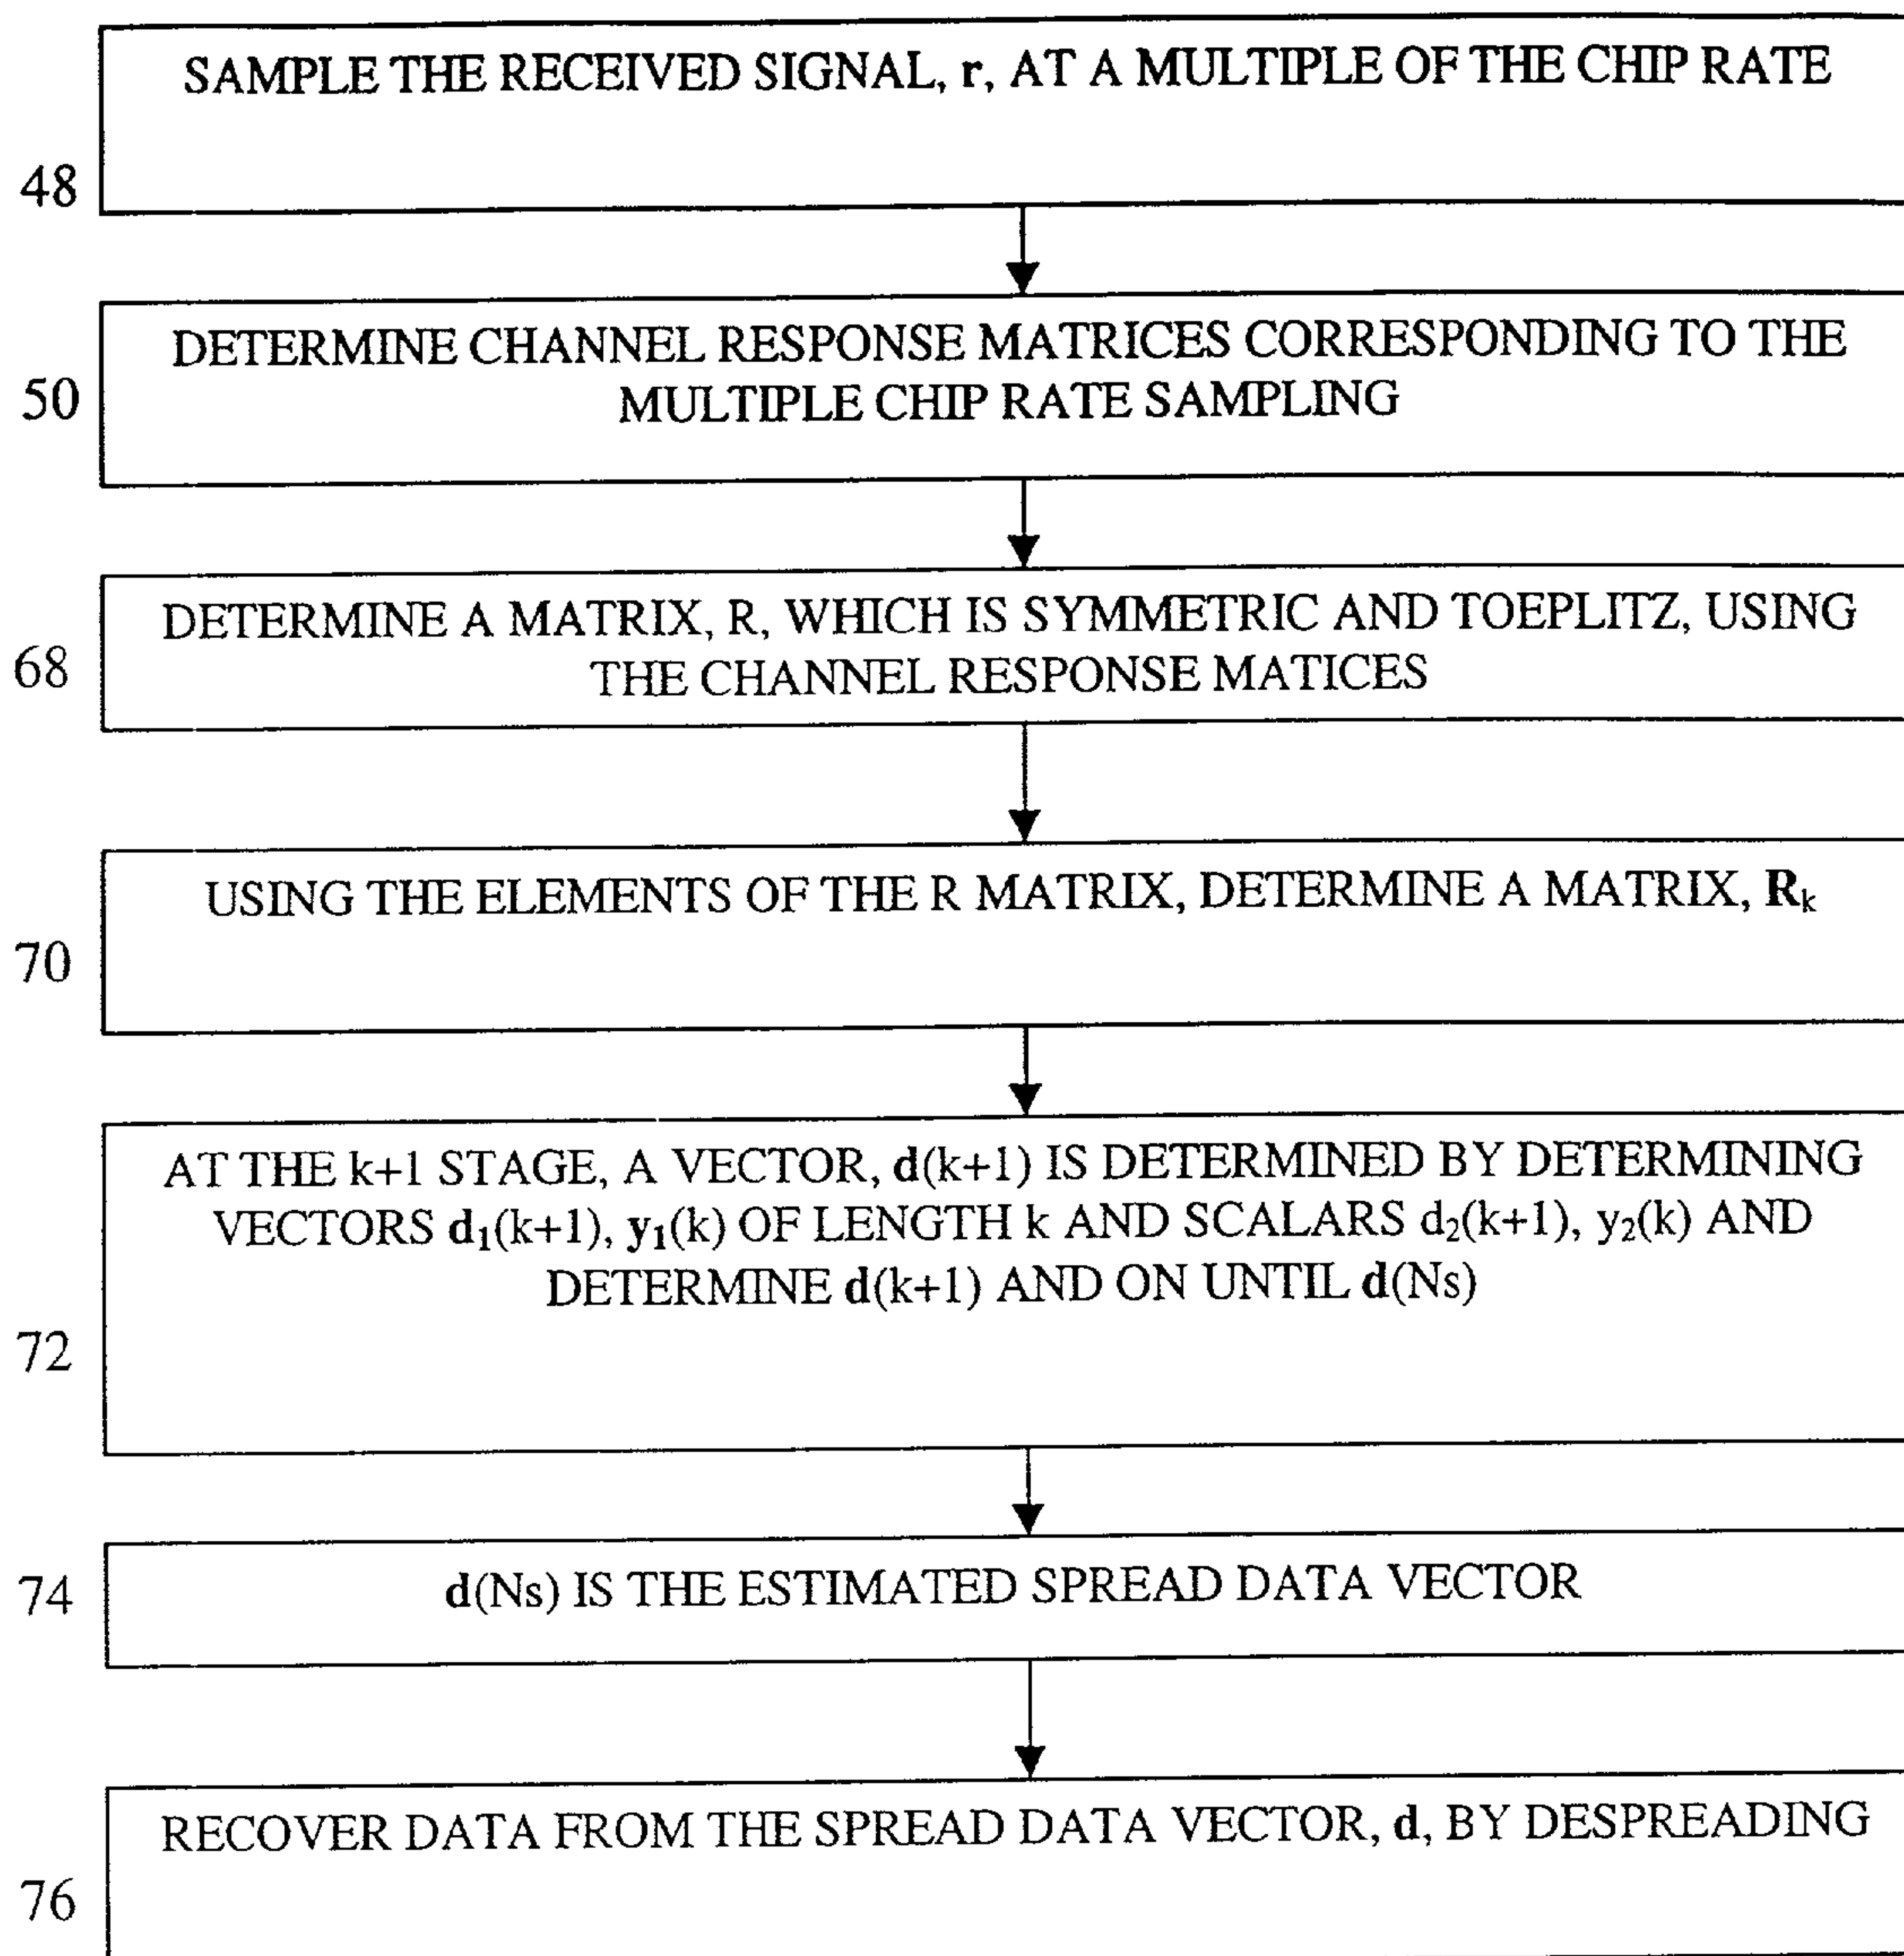 SAMPLE THE RECEIVED SIGNAL, r, AT A MULTIPLE OF THE CHIP RATE
48
DETERMINE CHANNEL RESPONSE MATRICES CORRESPONDING TO THE
MULTIPLE CHIP RATE SAMPLING
50
DETERMINE A MATRIX, R, WHICH IS SYMMETRIC AND TOEPLITZ, USING
THE CHANNEL RESPONSE MATICES
68
USING THE ELEMENTS OF THE R MATRIX, DETERMINE A MATRIX, Rₖ
70
AT THE k+1 STAGE, A VECTOR, d(k+1) IS DETERMINED BY DETERMINING
VECTORS d₁(k+1), y₁(k) OF LENGTH k AND SCALARS d₂(k+1), y₂(k) AND
DETERMINE d(k+1) AND ON UNTIL d(Ns)
72
d(Ns) IS THE ESTIMATED SPREAD DATA VECTOR
74
RECOVER DATA FROM THE SPREAD DATA VECTOR, d, BY DESPREADING
76